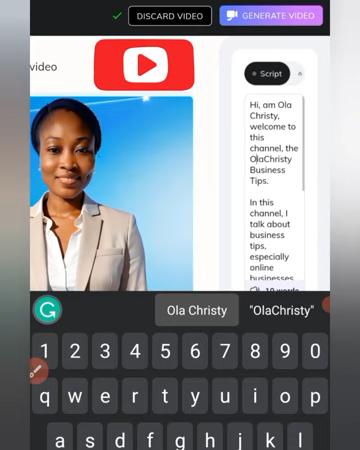 DISCARD VIDEO
GENERATE VIDEO
video
Script
Hi, am Ola
Christy,
welcome to
this
channel, the
OlaChristy
Business
Tips.
In this
channel, I
talk about
business
tips,
especially
online
businesses
10 words
Ola Christy
"OlaChristy"
1 2 3 4 5 6 7 8 9 0
q w e r t y u i o p
a s d f g h j k l